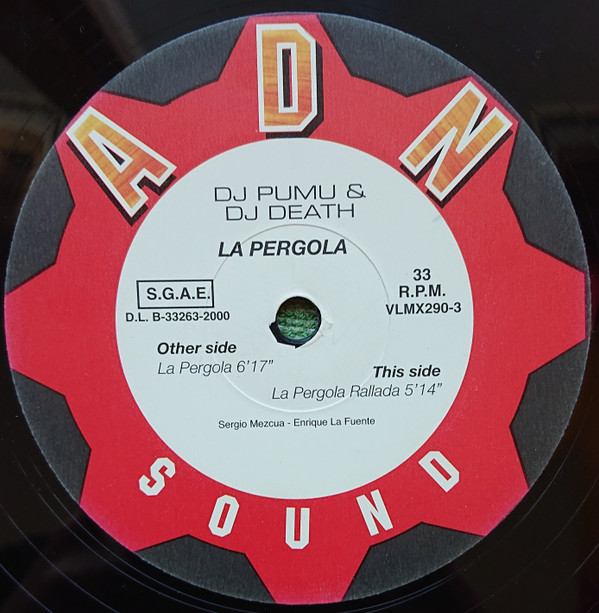 ADN
DJ PUMU &
DJ DEATH
LA PERGOLA
S.G.A.E.
D.L. B-33263-2000
33
R.P.M.
VLMX290-3
Other side
La Pergola 6'17"
This side
La Pergola Rallada 5'14"
Sergio Mezcua - Enrique La Fuente
SOUND